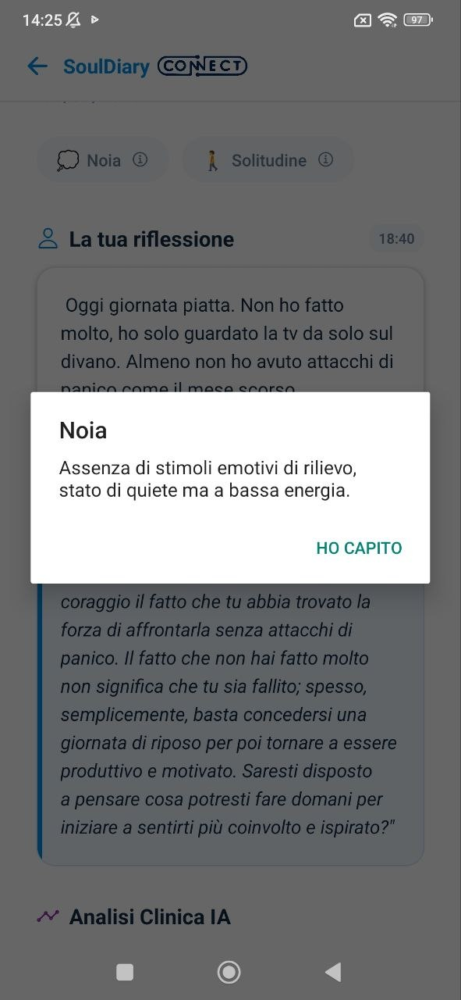 14:25
97
SoulDiary CONNECT
Noia
Solitudine
La tua riflessione
18:40
Oggi giornata piatta. Non ho fatto
molto, ho solo guardato la tv da solo sul
divano. Almeno non ho avuto attacchi di
panico come il mese scorso
Noia
Assenza di stimoli emotivi di rilievo,
stato di quiete ma a bassa energia.
HO CAPITO
coraggio il fatto che tu abbia trovato la
forza di affrontarla senza attacchi di
panico. Il fatto che non hai fatto molto
non significa che tu sia fallito; spesso,
semplicemente, basta concedersi una
giornata di riposo per poi tornare a essere
produttivo e motivato. Saresti disposto
a pensare cosa potresti fare domani per
iniziare a sentirti più coinvolto e ispirato?"
Analisi Clinica IA